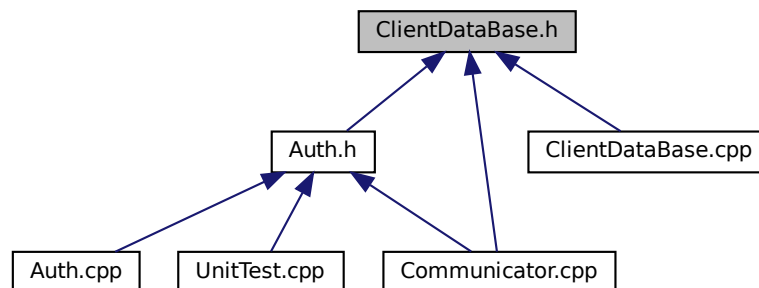 ClientDataBase.h
Auth.h
ClientDataBase.cpp
Auth.cpp
UnitTest.cpp
Communicator.cpp